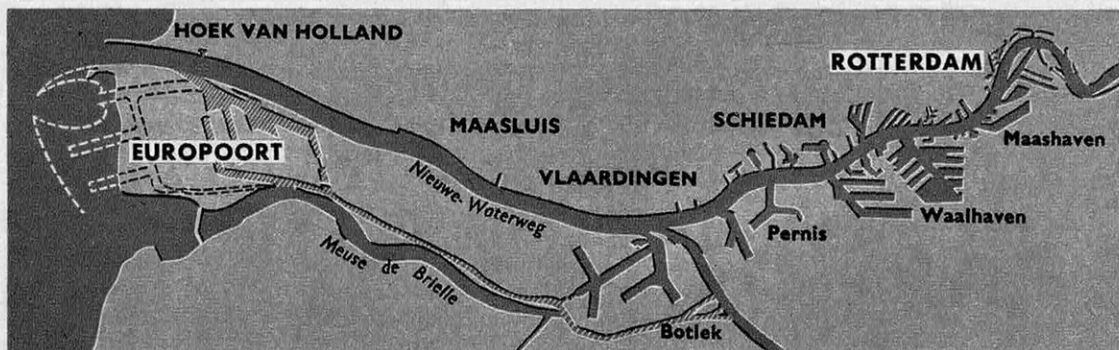 HOEK VAN HOLLAND
ROTTERDAM
MAASLUIS
SCHIEDAM
EUROPOORT
Maashaven
VLAARDINGEN
Nieuwe Waterweg
Waalhaven
Pernis
Meuse de Brielle
Botlek